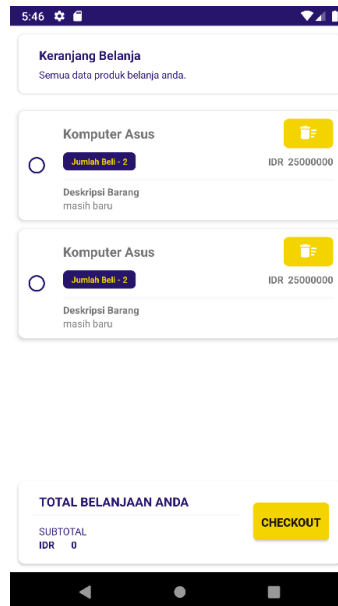 5:46
Keranjang Belanja
Semua data produk belanja anda.
Komputer Asus
Jumlah Beli - 2
IDR 25000000
Deskripsi Barang
masih baru
Komputer Asus
Jumlah Beli - 2
IDR 25000000
Deskripsi Barang
masih baru
TOTAL BELANJAAN ANDA
SUBTOTAL
IDR 0
CHECKOUT